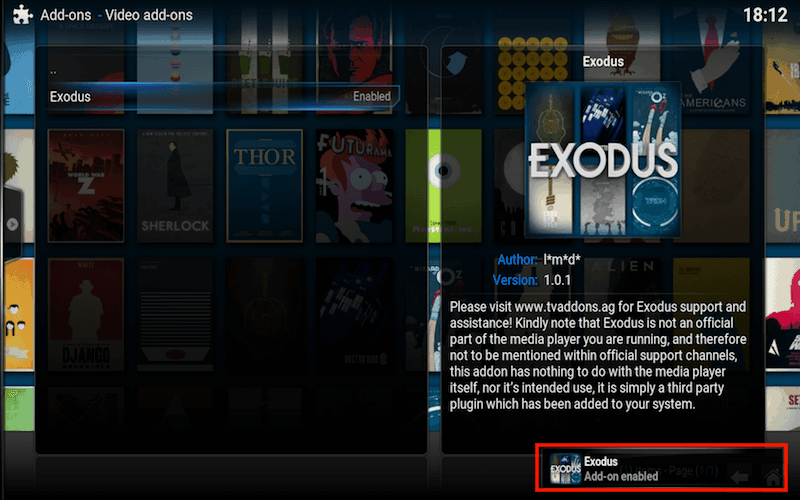 Add-ons - Video add-ons
18:12
..
Exodus
Enabled
Exodus
EXODUS
Author: l*m*d*
Version: 1.0.1
Please visit www.tvaddons.ag for Exodus support and
assistance! Kindly note that Exodus is not an official
part of the media player you are running, and therefore
not to be mentioned within official support channels,
this addon has nothing to do with the media player
itself, nor it's intended use, it is simply a third party
plugin which has been added to your system.
THE
AMERICANS
WORLD WAR
Z
SHERLOCK
THOR
FUTURAMA
TRON
UP
WALTZ
DJANGO
ALIEN
EXODUS
Exodus
Add-on enabled
Page (1/1)